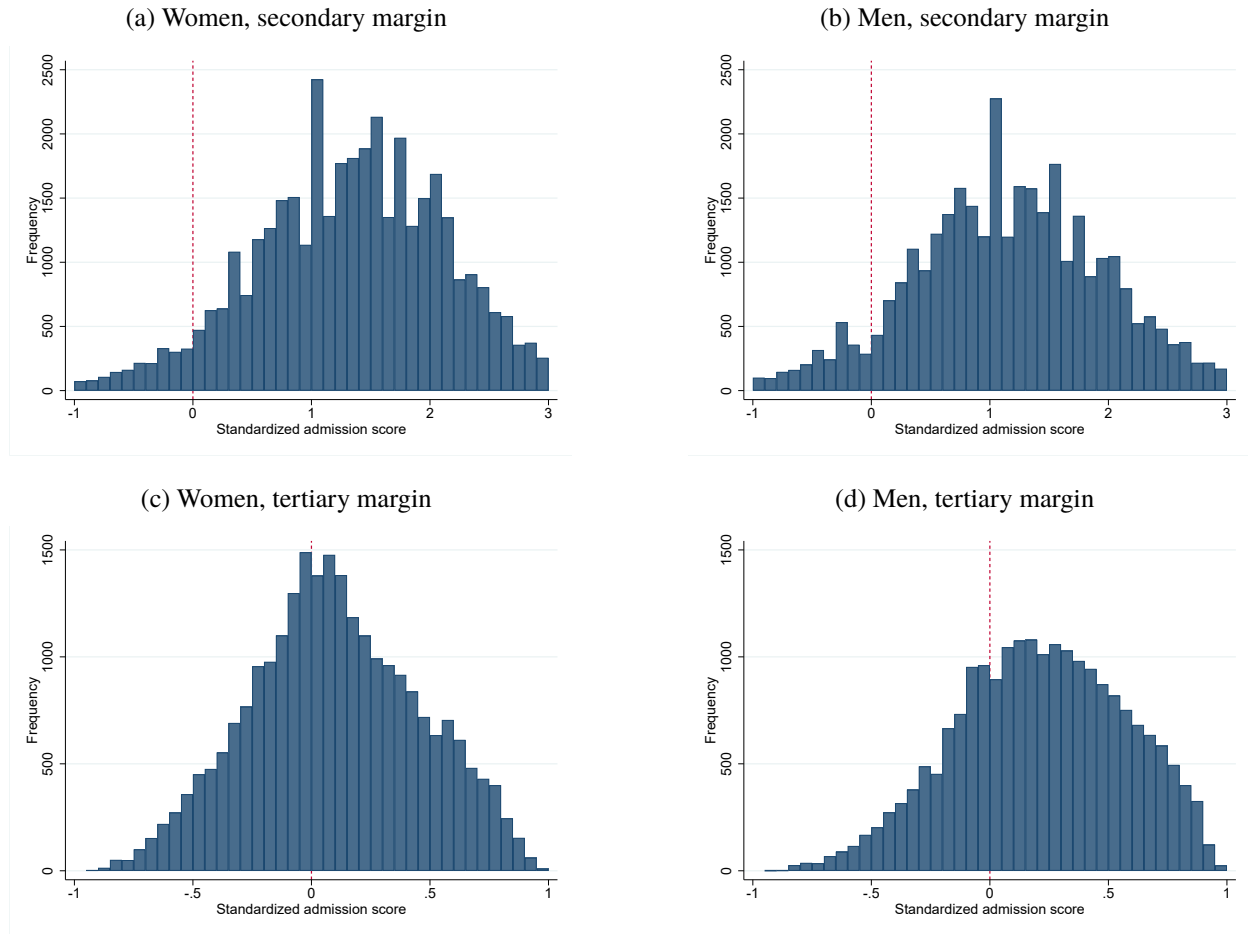 (a) Women, secondary margin
Frequency
2500
2000
1500
1000
500
0
-1 0 1 2 3
Standardized admission score
(b) Men, secondary margin
Frequency
2500
2000
1500
1000
500
0
-1 0 1 2 3
Standardized admission score
(c) Women, tertiary margin
Frequency
1500
1000
500
0
-1 -.5 0 .5 1
Standardized admission score
(d) Men, tertiary margin
Frequency
1500
1000
500
0
-1 -.5 0 .5 1
Standardized admission score